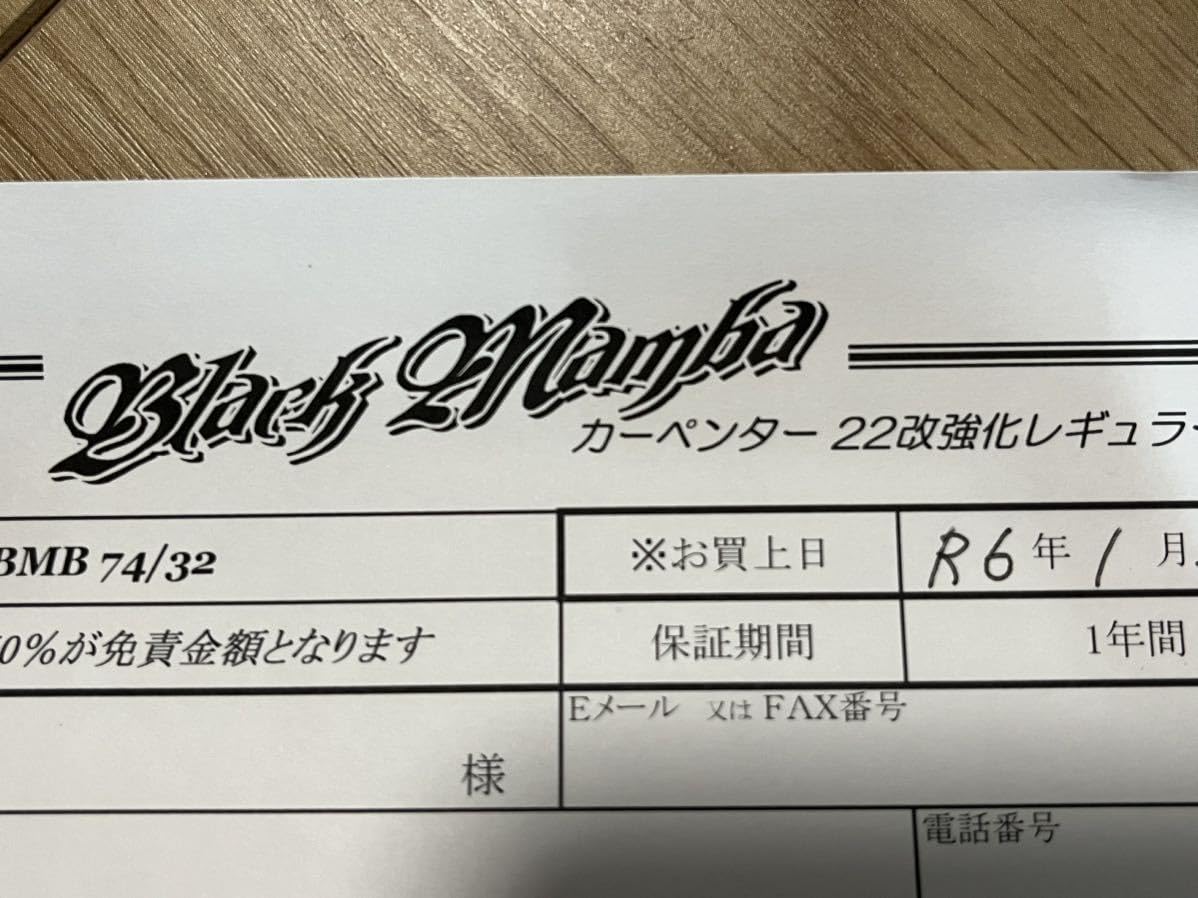 Black Mamba
カーペンター 22改強化レギュラー
BMB 74/32
※お買上日
R6年1月
0%が免責金額となります
保証期間
1年間
Eメール 又は FAX番号
様
電話番号